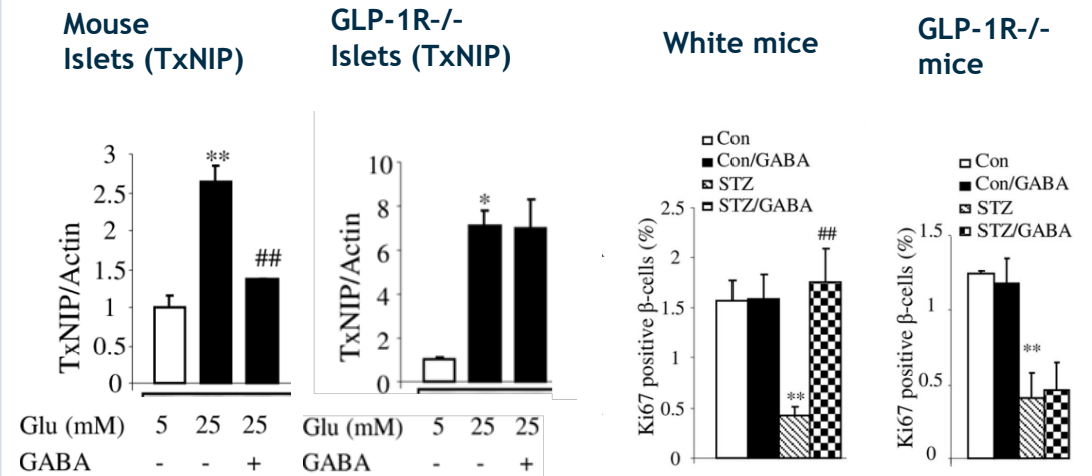 Mouse
Islets (TxNIP)
GLP-1R-/-
Islets (TxNIP)
White mice
GLP-1R-/-
mice
TxNIP/Actin
3
2.5
2
1.5
1
0.5
0
**
##
Glu (mM) 5 25 25
GABA - - +
TxNIP/Actin
10
8
6
4
2
0
*
Glu (mM) 5 25 25
GABA - - +
Con
Con/GABA
STZ
STZ/GABA
Ki67 positive β-cells (%)
2.5
2
1.5
1
0.5
0
**
##
Con
Con/GABA
STZ
STZ/GABA
Ki67 positive β-cells (%)
1.5
1
0.5
0
**